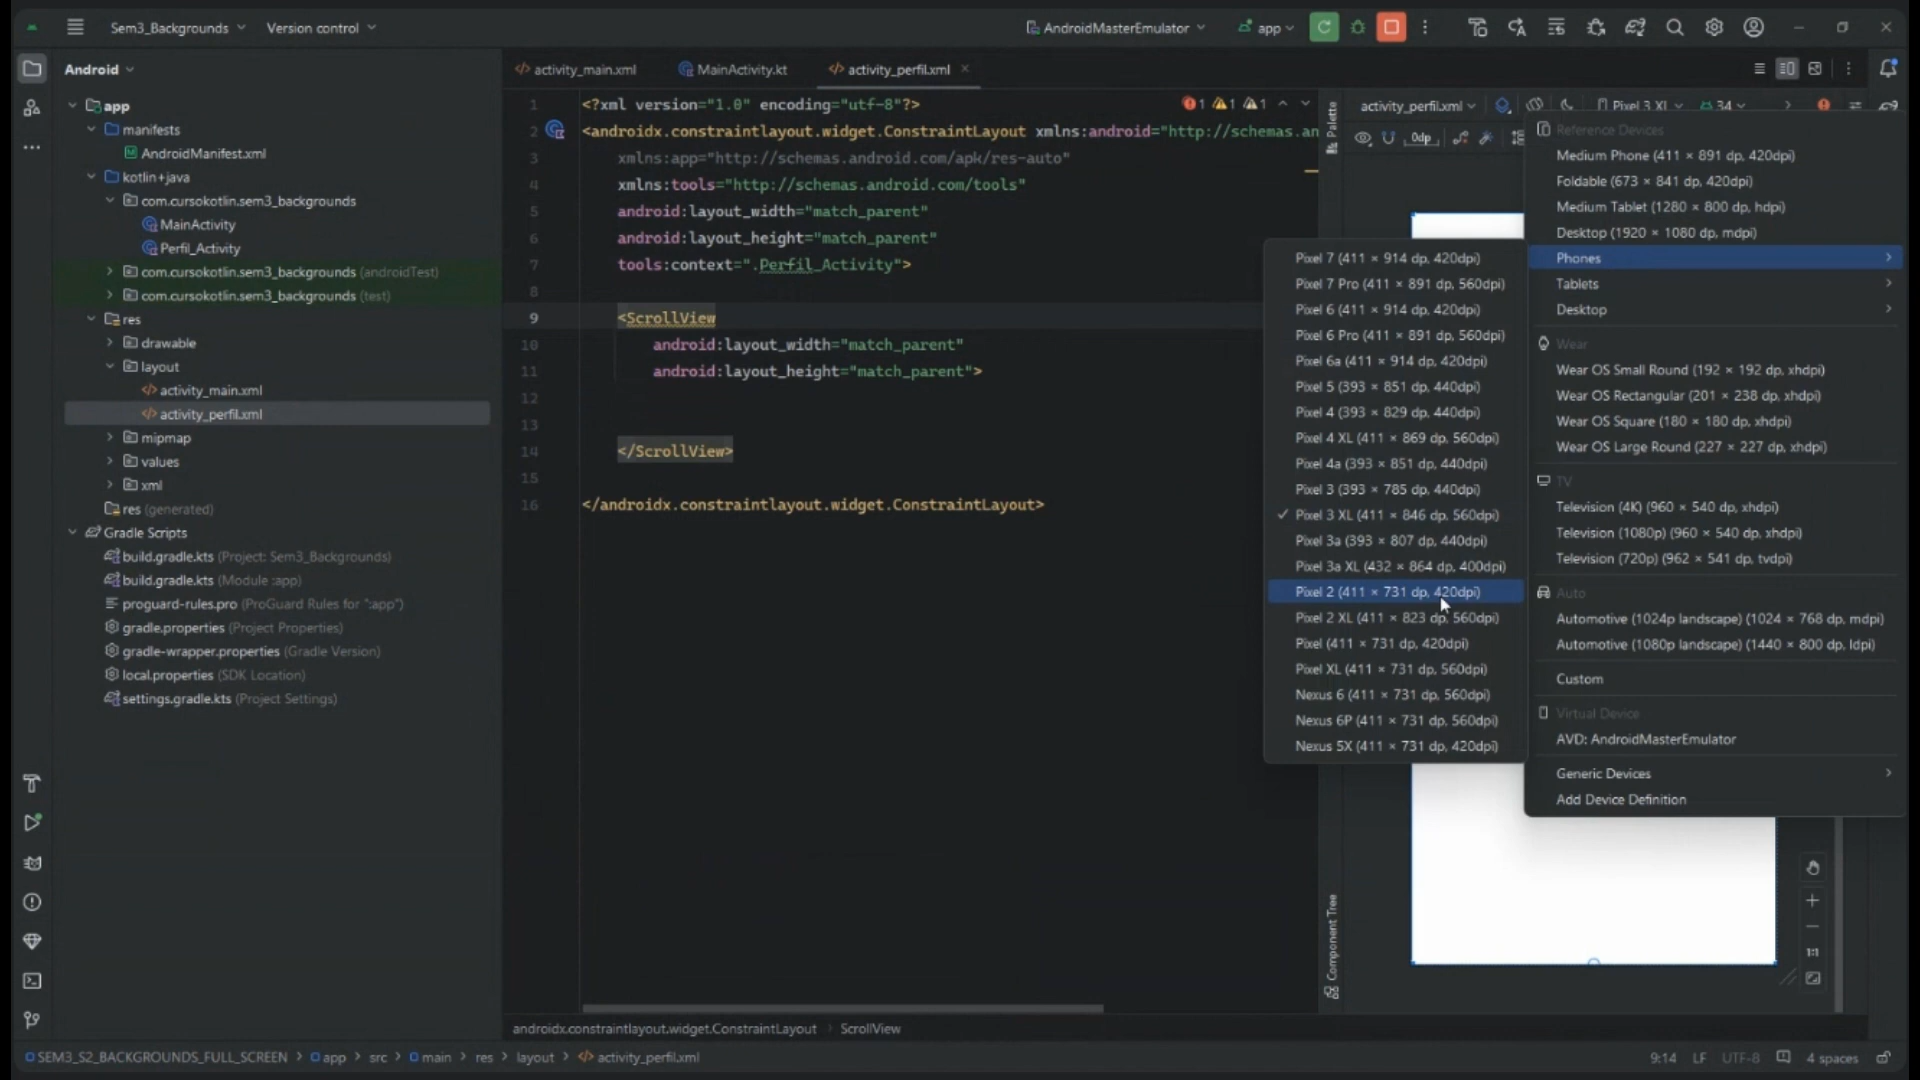 Sem3_Backgrounds
Version control
AndroidMasterEmulator
app
Android
activity_main.xml
MainActivity.kt
activity_perfil.xml
app
manifests
AndroidManifest.xml
kotlin+java
com.cursokotlin.sem3_backgrounds
MainActivity
Perfil_Activity
com.cursokotlin.sem3_backgrounds (androidTest)
com.cursokotlin.sem3_backgrounds (test)
res
drawable
layout
activity_main.xml
activity_perfil.xml
mipmap
values
xml
res (generated)
Gradle Scripts
build.gradle.kts (Project: Sem3_Backgrounds)
build.gradle.kts (Module :app)
proguard-rules.pro (ProGuard Rules for ":app")
gradle.properties (Project Properties)
gradle-wrapper.properties (Gradle Version)
local.properties (SDK Location)
settings.gradle.kts (Project Settings)
1 <?xml version="1.0" encoding="utf-8"?>
2 <androidx.constraintlayout.widget.ConstraintLayout xmlns:android="http://schemas.an
3 xmlns:app="http://schemas.android.com/apk/res-auto"
4 xmlns:tools="http://schemas.android.com/tools"
5 android:layout_width="match_parent"
6 android:layout_height="match_parent"
7 tools:context=".Perfil_Activity">
8
9 <ScrollView
10 android:layout_width="match_parent"
11 android:layout_height="match_parent">
12
13
14 </ScrollView>
15
16 </androidx.constraintlayout.widget.ConstraintLayout>
1 1 1
Palette
activity_perfil.xml
Pixel 3 XL
34
0dp
Pixel 7 (411 × 914 dp, 420dpi)
Pixel 7 Pro (411 × 891 dp, 560dpi)
Pixel 6 (411 × 914 dp, 420dpi)
Pixel 6 Pro (411 × 891 dp, 560dpi)
Pixel 6a (411 × 914 dp, 420dpi)
Pixel 5 (393 × 851 dp, 440dpi)
Pixel 4 (393 × 829 dp, 440dpi)
Pixel 4 XL (411 × 869 dp, 560dpi)
Pixel 4a (393 × 851 dp, 440dpi)
Pixel 3 (393 × 785 dp, 440dpi)
Pixel 3 XL (411 × 846 dp, 560dpi)
Pixel 3a (393 × 807 dp, 440dpi)
Pixel 3a XL (432 × 864 dp, 400dpi)
Pixel 2 (411 × 731 dp, 420dpi)
Pixel 2 XL (411 × 823 dp, 560dpi)
Pixel (411 × 731 dp, 420dpi)
Pixel XL (411 × 731 dp, 560dpi)
Nexus 6 (411 × 731 dp, 560dpi)
Nexus 6P (411 × 731 dp, 560dpi)
Nexus 5X (411 × 731 dp, 420dpi)
Reference Devices
Medium Phone (411 × 891 dp, 420dpi)
Foldable (673 × 841 dp, 420dpi)
Medium Tablet (1280 × 800 dp, hdpi)
Desktop (1920 × 1080 dp, mdpi)
Phones
Tablets
Desktop
Wear
Wear OS Small Round (192 × 192 dp, xhdpi)
Wear OS Rectangular (201 × 238 dp, xhdpi)
Wear OS Square (180 × 180 dp, xhdpi)
Wear OS Large Round (227 × 227 dp, xhdpi)
TV
Television (4K) (960 × 540 dp, xhdpi)
Television (1080p) (960 × 540 dp, xhdpi)
Television (720p) (962 × 541 dp, tvdpi)
Auto
Automotive (1024p landscape) (1024 × 768 dp, mdpi)
Automotive (1080p landscape) (1440 × 800 dp, ldpi)
Custom
Virtual Device
AVD: AndroidMasterEmulator
Generic Devices
Add Device Definition
Component Tree
1:1
androidx.constraintlayout.widget.ConstraintLayout > ScrollView
SEM3_S2_BACKGROUNDS_FULL_SCREEN > app > src > main > res > layout > activity_perfil.xml
9:14 LF UTF-8 4 spaces